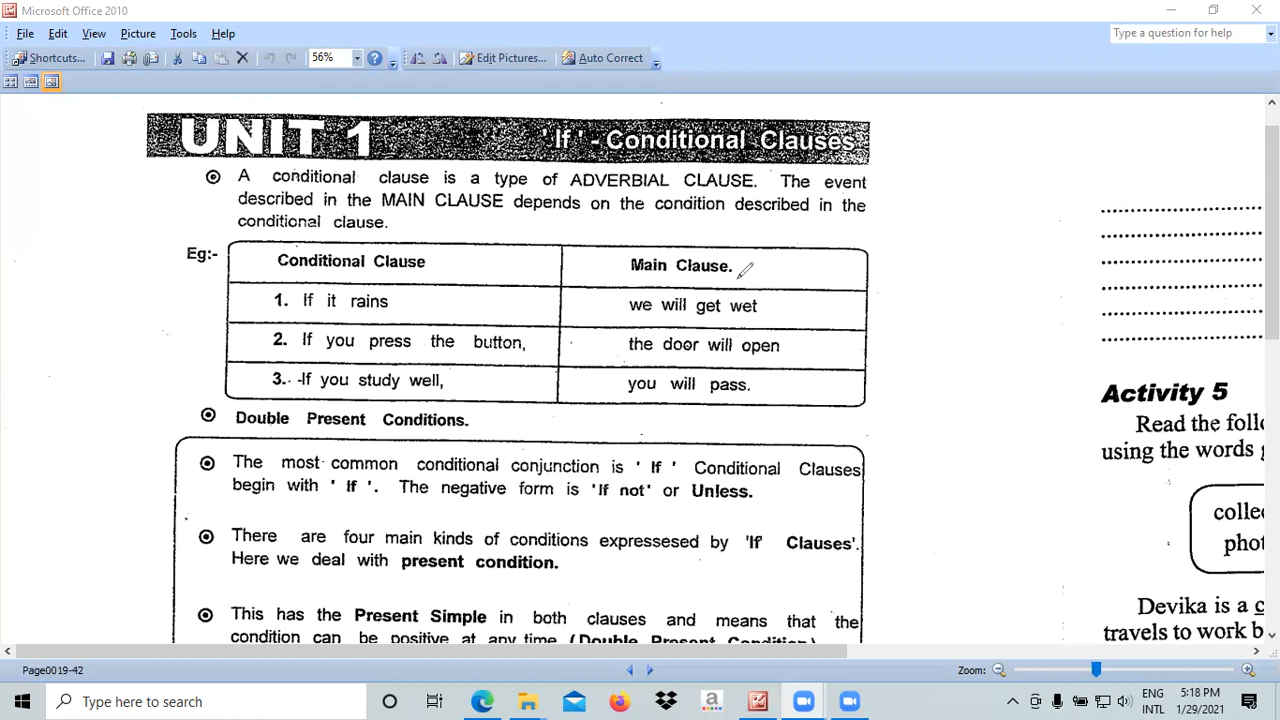 Microsoft Office 2010
File Edit View Picture Tools Help
Type a question for help
Shortcuts... 56% Edit Pictures... Auto Correct
UNIT 1 'If' - Conditional Clauses
A conditional clause is a type of ADVERBIAL CLAUSE. The event
described in the MAIN CLAUSE depends on the condition described in the
conditional clause.
Eg:-
Conditional Clause Main Clause.
1. If it rains we will get wet
2. If you press the button, the door will open
3. -If you study well, you will pass.
Double Present Conditions.
The most common conditional conjunction is 'If' Conditional Clauses
begin with 'If'. The negative form is 'If not' or Unless.
There are four main kinds of conditions expressesed by 'If' Clauses'.
Here we deal with present condition.
This has the Present Simple in both clauses and means that the
condition can be positive at any time (Double Present Condition)
Activity 5
Read the follo
using the words g
collec
phot
Devika is a c
travels to work b
Page0019-42
Zoom:
Type here to search
ENG
INTL
5:18 PM
1/29/2021